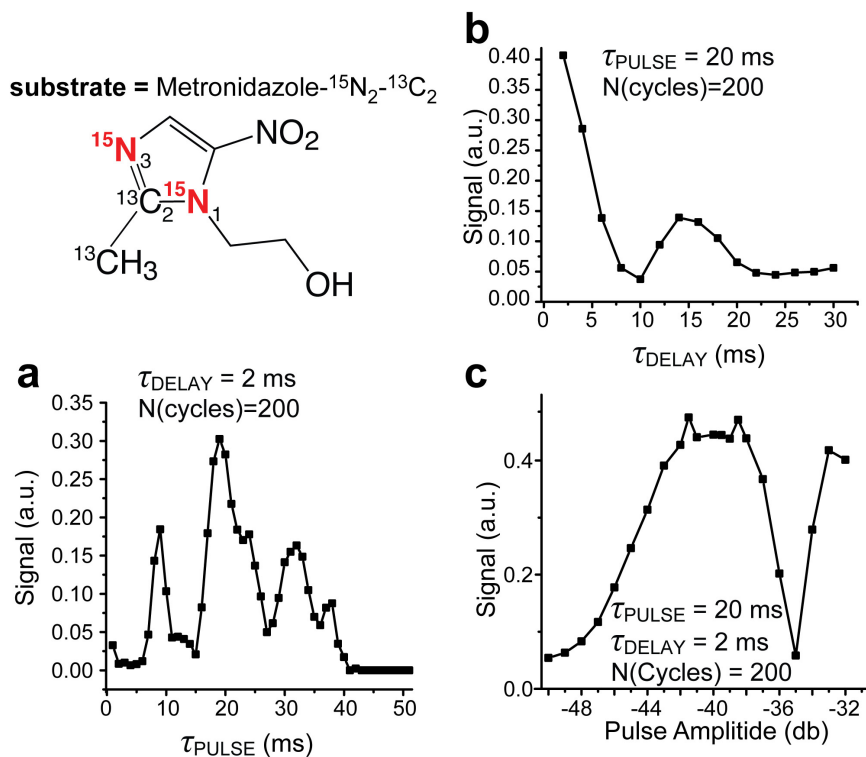 substrate = Metronidazole-¹⁵N₂-¹³C₂
¹⁵N
3
NO₂
¹³C
2
¹⁵N
1
¹³CH₃
OH
b
τPULSE = 20 ms
N(cycles)=200
Signal (a.u.)
0.40
0.35
0.30
0.25
0.20
0.15
0.10
0.05
0.00
0 5 10 15 20 25 30
τDELAY (ms)
a
τDELAY = 2 ms
N(cycles)=200
Signal (a.u.)
0.35
0.30
0.25
0.20
0.15
0.10
0.05
0.00
0 10 20 30 40 50
τPULSE (ms)
c
Signal (a.u.)
0.4
0.2
0.0
τPULSE = 20 ms
τDELAY = 2 ms
N(Cycles) = 200
-48 -44 -40 -36 -32
Pulse Amplitide (db)